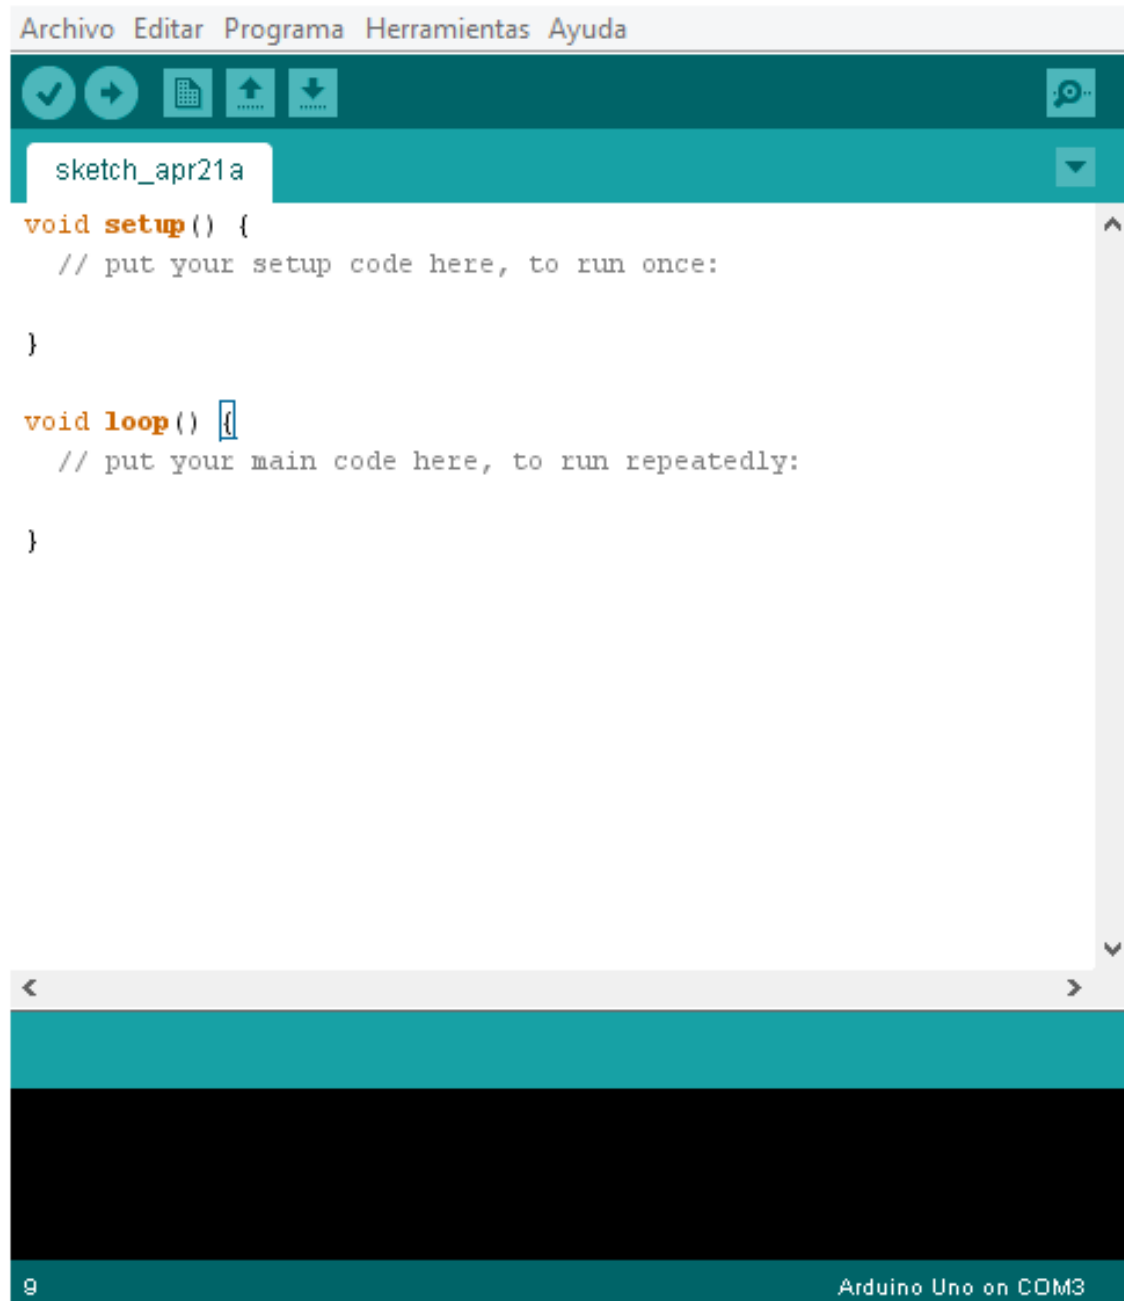 Archivo Editar Programa Herramientas Ayuda
sketch_apr21a
void setup() {
  // put your setup code here, to run once:
}
void loop() {
  // put your main code here, to run repeatedly:
}
9
Arduino Uno on COM3